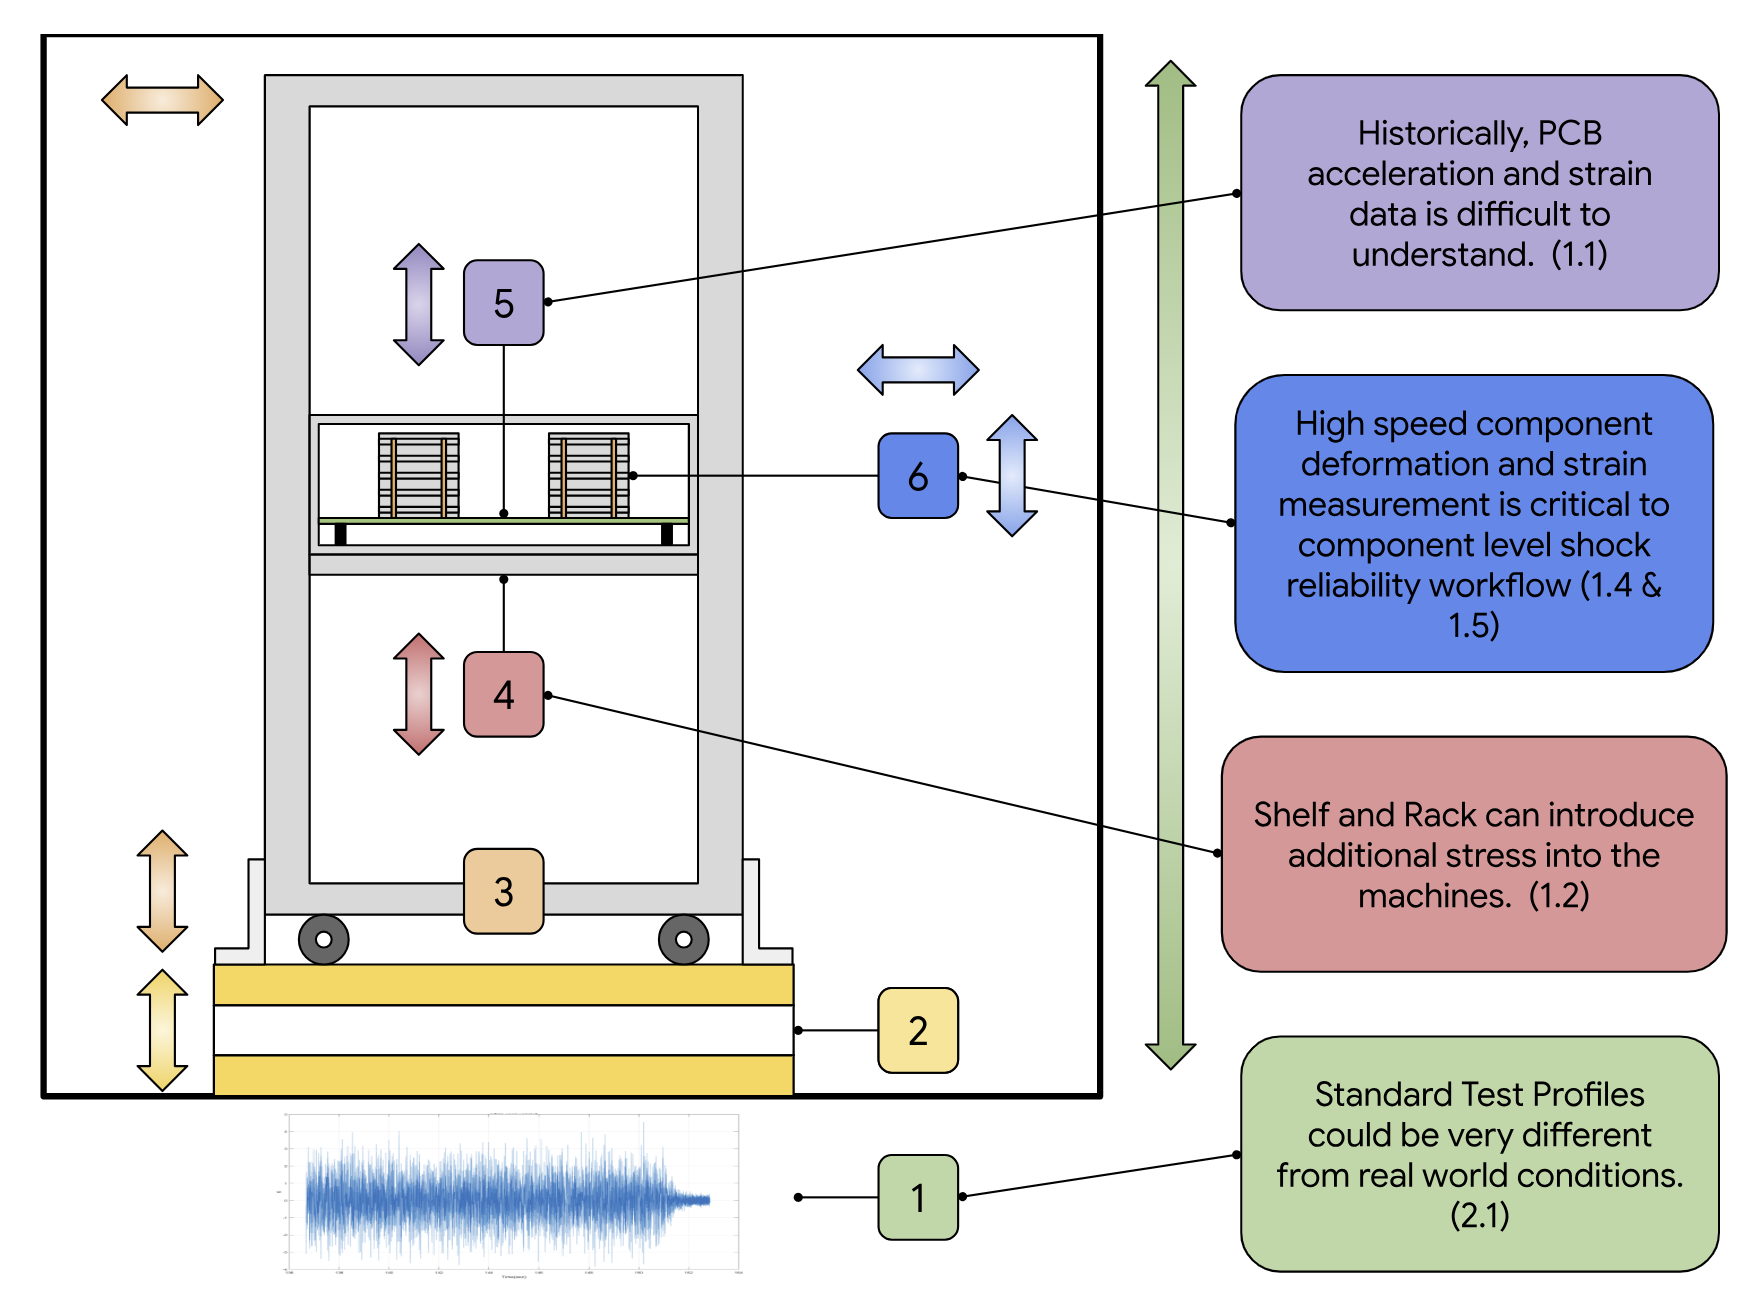 Historically, PCB
acceleration and strain
data is difficult to
understand.  (1.1)
5
High speed component
deformation and strain
measurement is critical to
component level shock
reliability workflow (1.4 &
1.5)
6
4
Shelf and Rack can introduce
additional stress into the
machines.  (1.2)
3
2
Standard Test Profiles
could be very different
from real world conditions.
(2.1)
1